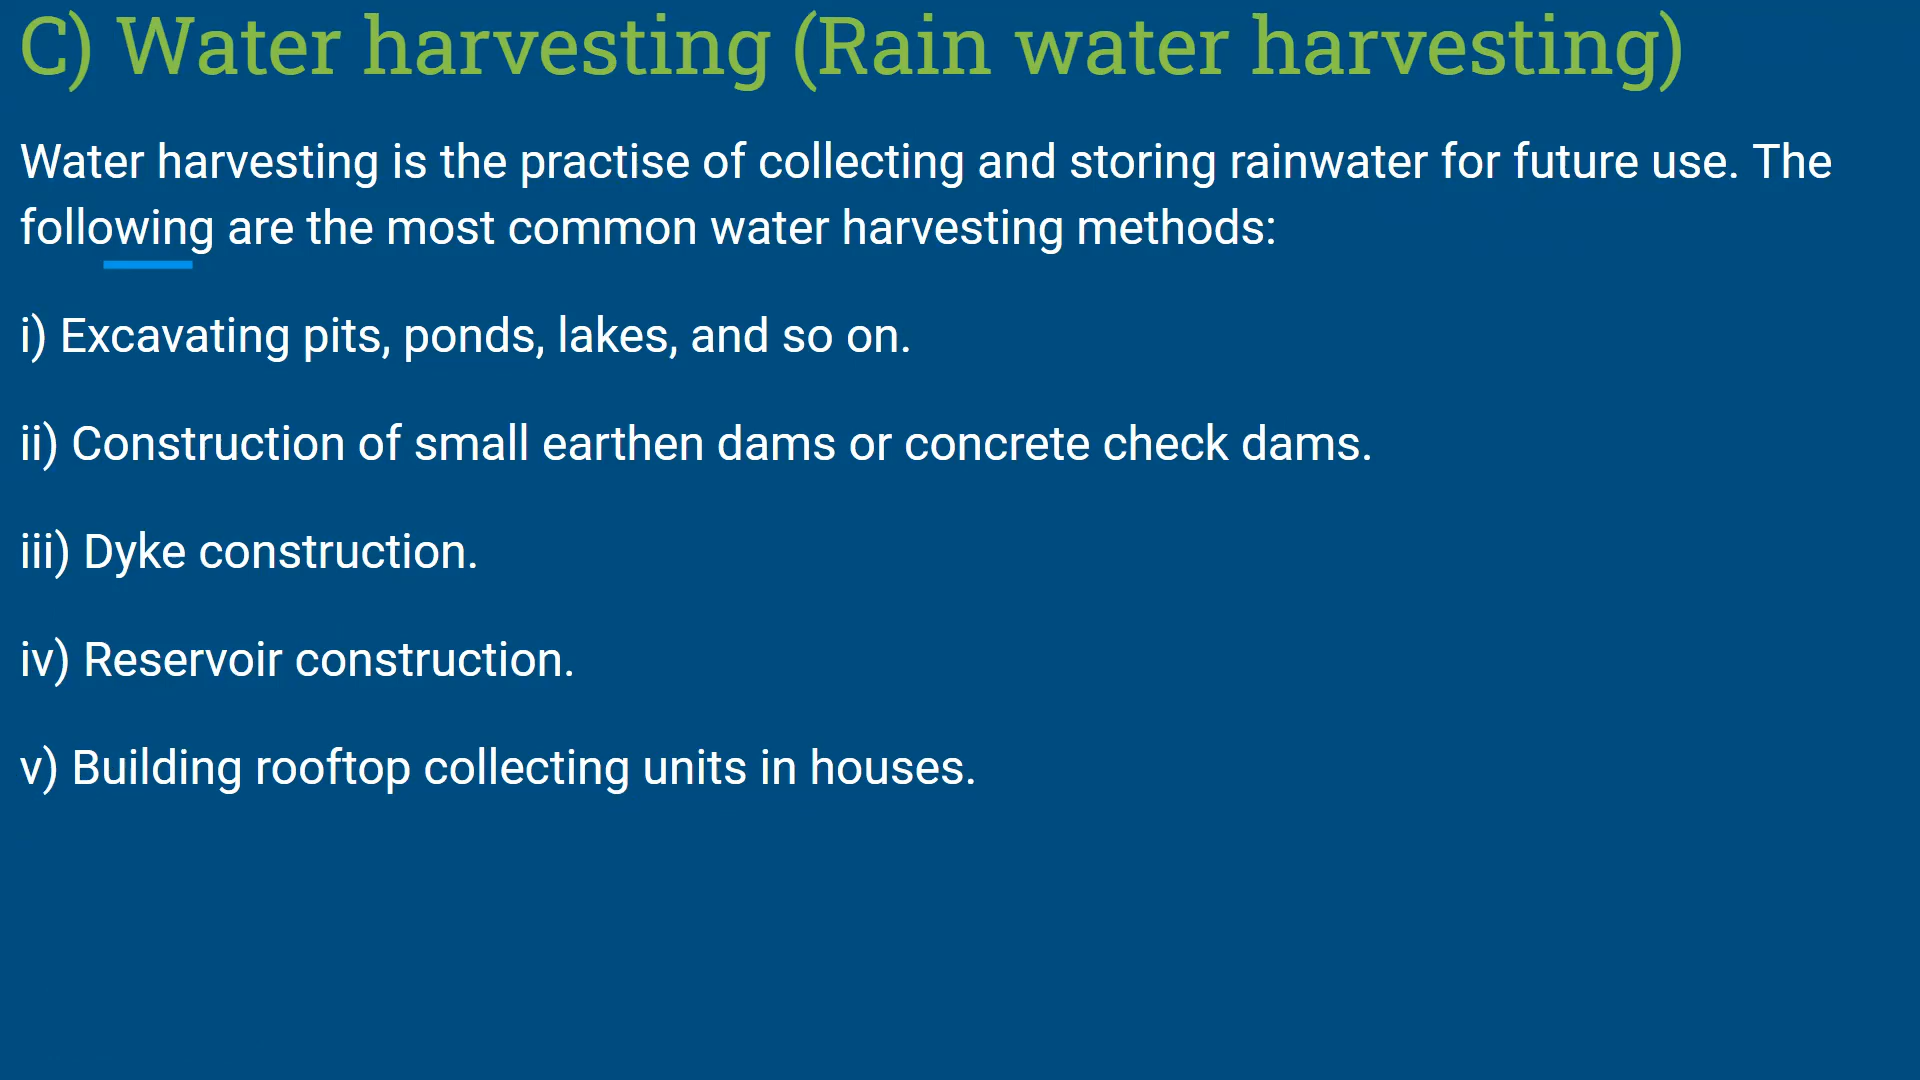 C) Water harvesting (Rain water harvesting)
Water harvesting is the practise of collecting and storing rainwater for future use. The
following are the most common water harvesting methods:
i) Excavating pits, ponds, lakes, and so on.
ii) Construction of small earthen dams or concrete check dams.
iii) Dyke construction.
iv) Reservoir construction.
v) Building rooftop collecting units in houses.